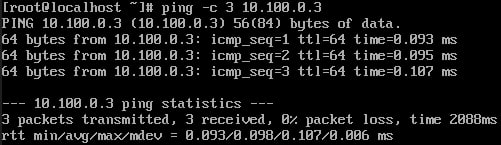 [root@localhost ~]# ping -c 3 10.100.0.3
PING 10.100.0.3 (10.100.0.3) 56(84) bytes of data.
64 bytes from 10.100.0.3: icmp_seq=1 ttl=64 time=0.093 ms
64 bytes from 10.100.0.3: icmp_seq=2 ttl=64 time=0.095 ms
64 bytes from 10.100.0.3: icmp_seq=3 ttl=64 time=0.107 ms
--- 10.100.0.3 ping statistics ---
3 packets transmitted, 3 received, 0% packet loss, time 2088ms
rtt min/avg/max/mdev = 0.093/0.098/0.107/0.006 ms